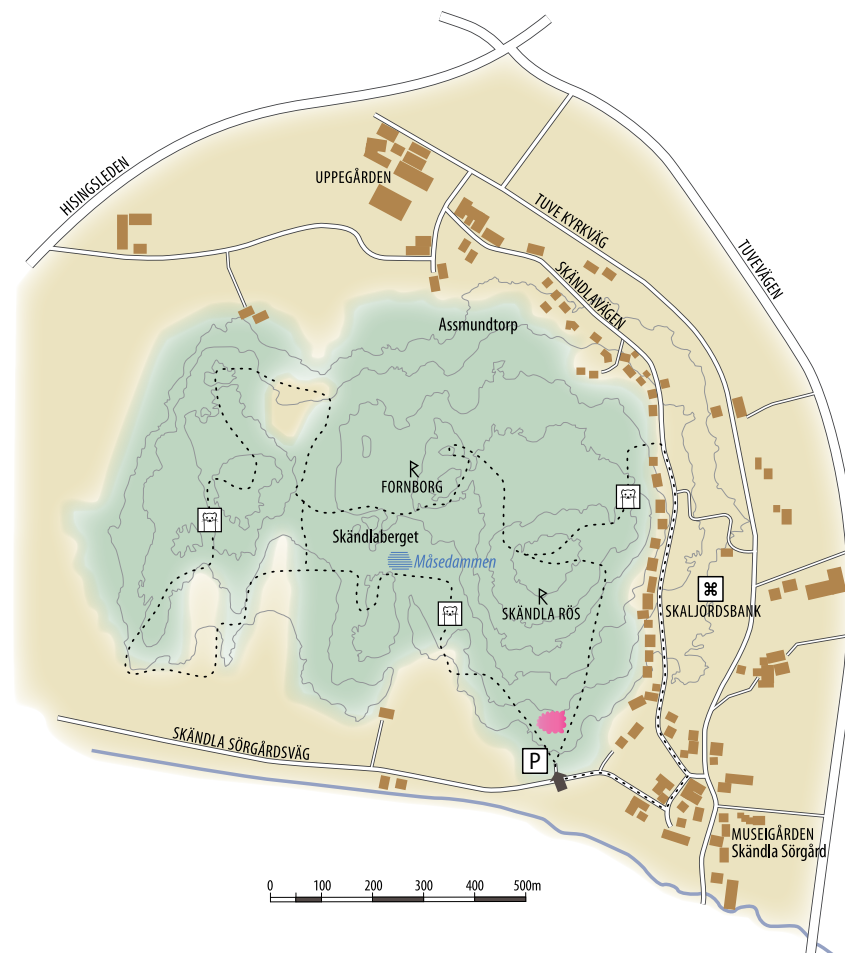 HISINGSLEDEN
UPPEGÅRDEN
TUVE KYRKVÄG
TUVEVÄGEN
SKÄNDLAVÄGEN
Assmundtorp
FORNBORG
Skändlaberget
Måsedammen
SKÄNDLA RÖS
⌘
SKALJORDSBANK
SKÄNDLA SÖRGÅRDSVÄG
P
MUSEIGÅRDEN
Skändla Sörgård
0 100 200 300 400 500m